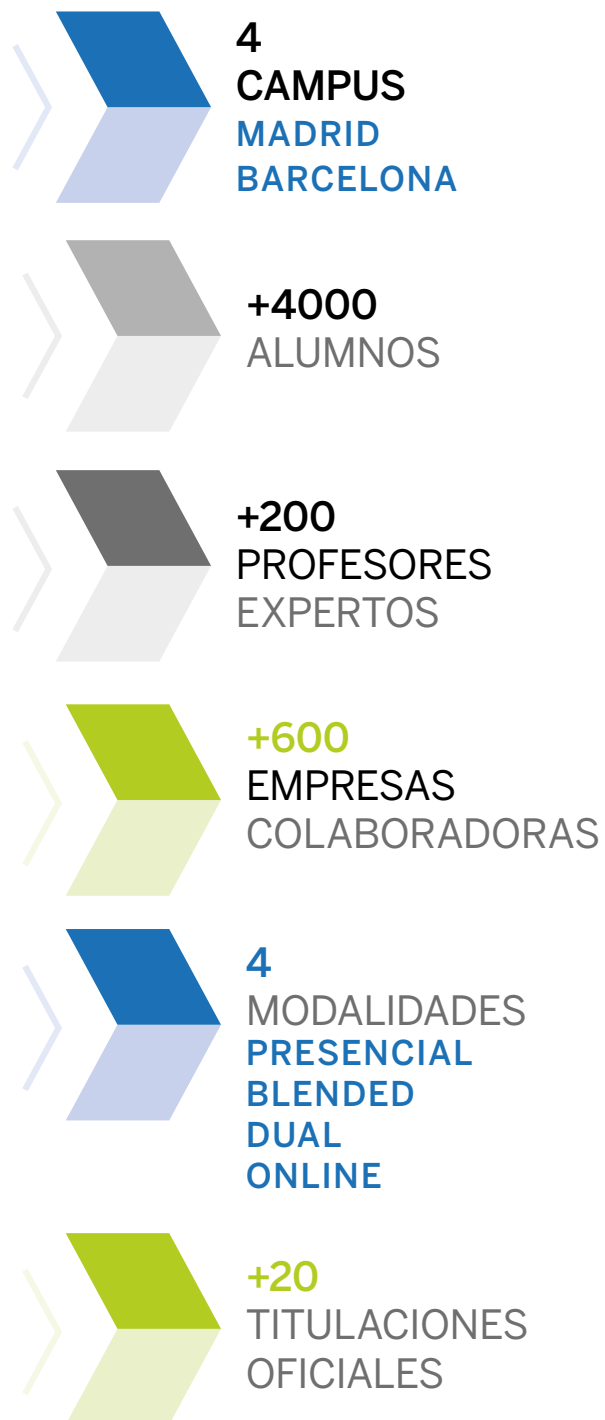 4
CAMPUS
MADRID
BARCELONA
+4000
ALUMNOS
+200
PROFESORES
EXPERTOS
+600
EMPRESAS
COLABORADORAS
4
MODALIDADES
PRESENCIAL
BLENDED
DUAL
ONLINE
+20
TITULACIONES
OFICIALES